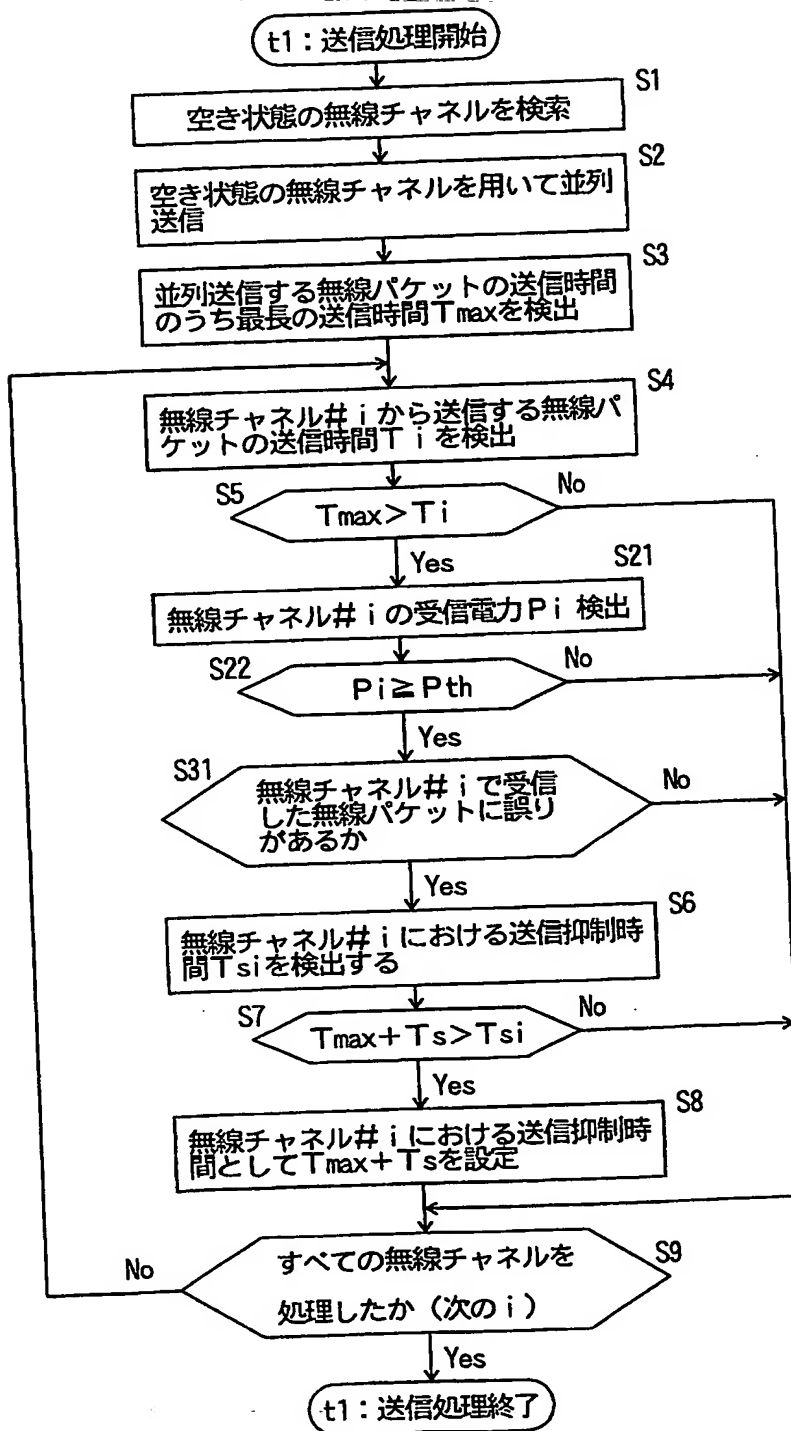 t1:送信処理開始
S1
空き状態の無線チャネルを検索
S2
空き状態の無線チャネルを用いて並列
送信
S3
並列送信する無線パケットの送信時間
のうち最長の送信時間Tmaxを検出
S4
無線チャネル#iから送信する無線パ
ケットの送信時間Tiを検出
S5
Tmax>Ti
No
Yes
S21
無線チャネル#iの受信電力Pi検出
S22
Pi≧Pth
No
Yes
S31
無線チャネル#iで受信
した無線パケットに誤り
があるか
No
Yes
S6
無線チャネル#iにおける送信抑制時
間Tsiを検出する
S7
Tmax+Ts>Tsi
No
Yes
S8
無線チャネル#iにおける送信抑制時
間としてTmax+Tsを設定
S9
すべての無線チャネルを
処理したか(次のi)
No
Yes
t1:送信処理終了